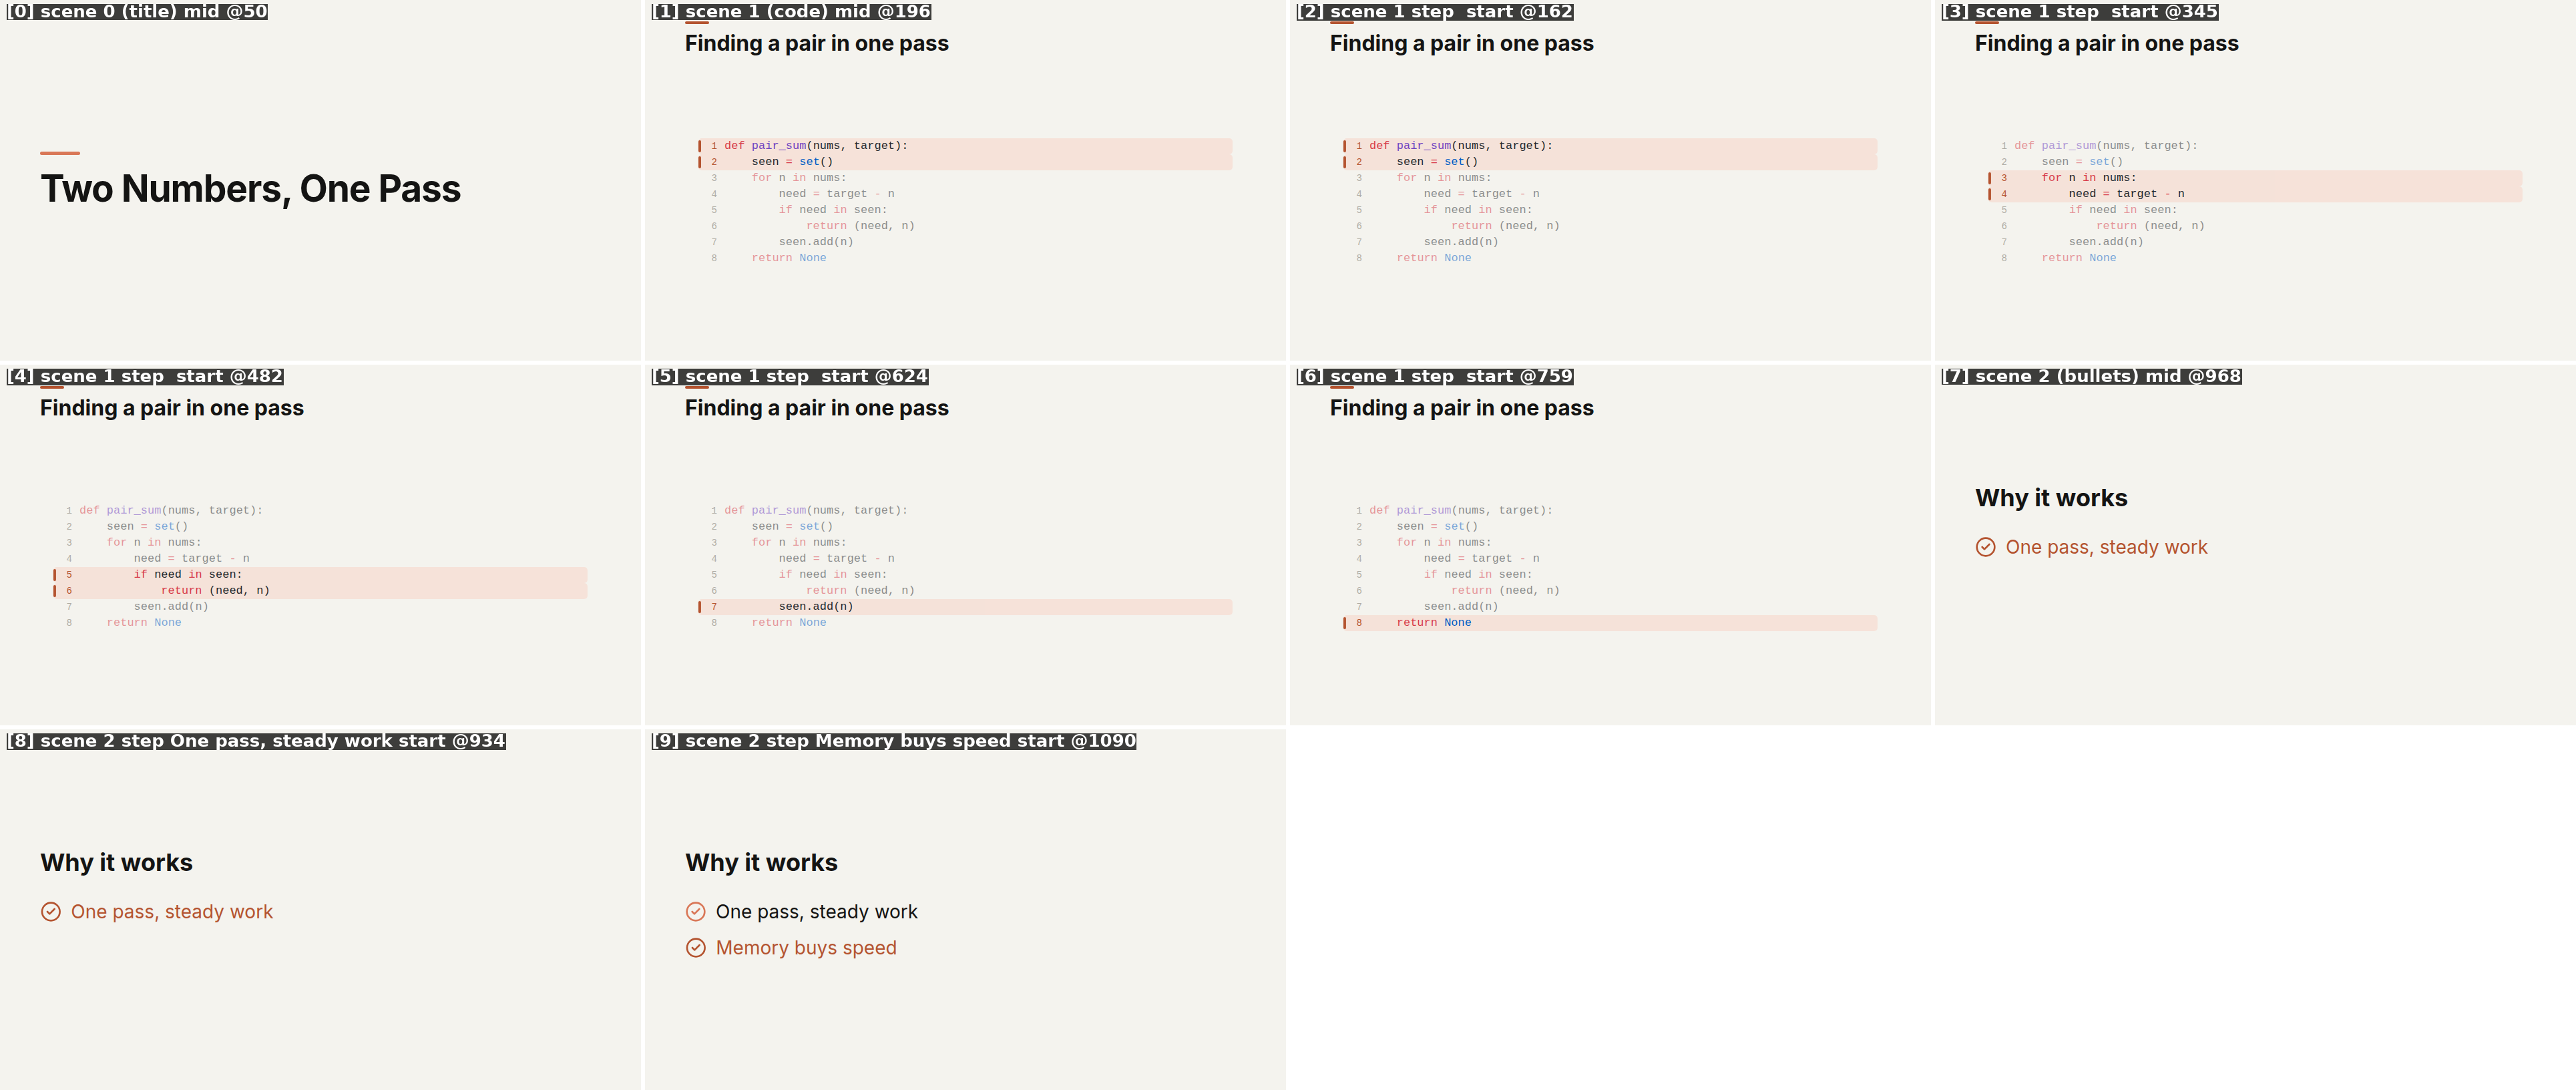 [0] scene 0 (title) mid @50
Two Numbers, One Pass
[1] scene 1 (code) mid @196
Finding a pair in one pass
1 def pair_sum(nums, target):
2     seen = set()
3     for n in nums:
4         need = target - n
5         if need in seen:
6             return (need, n)
7         seen.add(n)
8     return None
[2] scene 1 step  start @162
Finding a pair in one pass
1 def pair_sum(nums, target):
2     seen = set()
3     for n in nums:
4         need = target - n
5         if need in seen:
6             return (need, n)
7         seen.add(n)
8     return None
[3] scene 1 step  start @345
Finding a pair in one pass
1 def pair_sum(nums, target):
2     seen = set()
3     for n in nums:
4         need = target - n
5         if need in seen:
6             return (need, n)
7         seen.add(n)
8     return None
[4] scene 1 step  start @482
Finding a pair in one pass
1 def pair_sum(nums, target):
2     seen = set()
3     for n in nums:
4         need = target - n
5         if need in seen:
6             return (need, n)
7         seen.add(n)
8     return None
[5] scene 1 step  start @624
Finding a pair in one pass
1 def pair_sum(nums, target):
2     seen = set()
3     for n in nums:
4         need = target - n
5         if need in seen:
6             return (need, n)
7         seen.add(n)
8     return None
[6] scene 1 step  start @759
Finding a pair in one pass
1 def pair_sum(nums, target):
2     seen = set()
3     for n in nums:
4         need = target - n
5         if need in seen:
6             return (need, n)
7         seen.add(n)
8     return None
[7] scene 2 (bullets) mid @968
Why it works
One pass, steady work
[8] scene 2 step One pass, steady work start @934
Why it works
One pass, steady work
[9] scene 2 step Memory buys speed start @1090
Why it works
One pass, steady work
Memory buys speed